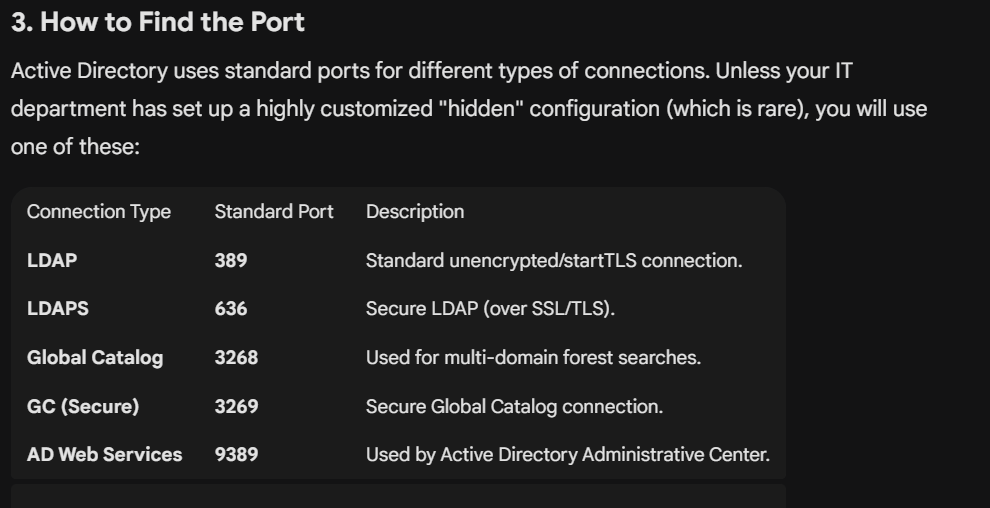 3. How to Find the Port
Active Directory uses standard ports for different types of connections. Unless your IT
department has set up a highly customized "hidden" configuration (which is rare), you will use
one of these:
Connection Type Standard Port Description
LDAP 389 Standard unencrypted/startTLS connection.
LDAPS 636 Secure LDAP (over SSL/TLS).
Global Catalog 3268 Used for multi-domain forest searches.
GC (Secure) 3269 Secure Global Catalog connection.
AD Web Services 9389 Used by Active Directory Administrative Center.